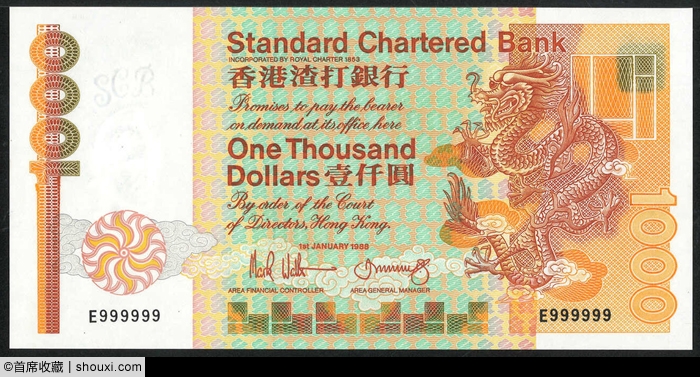 1000
SCB
Standard Chartered Bank
INCORPORATED BY ROYAL CHARTER 1853
香港渣打銀行
Promises to pay the bearer
on demand at its office here
One Thousand
Dollars 壹仟圓
By order of the Court
of Directors, Hong Kong.
1st JANUARY 1988
AREA FINANCIAL CONTROLLER
AREA GENERAL MANAGER
E999999
E999999
1000
©首席收藏 | shouxi.com